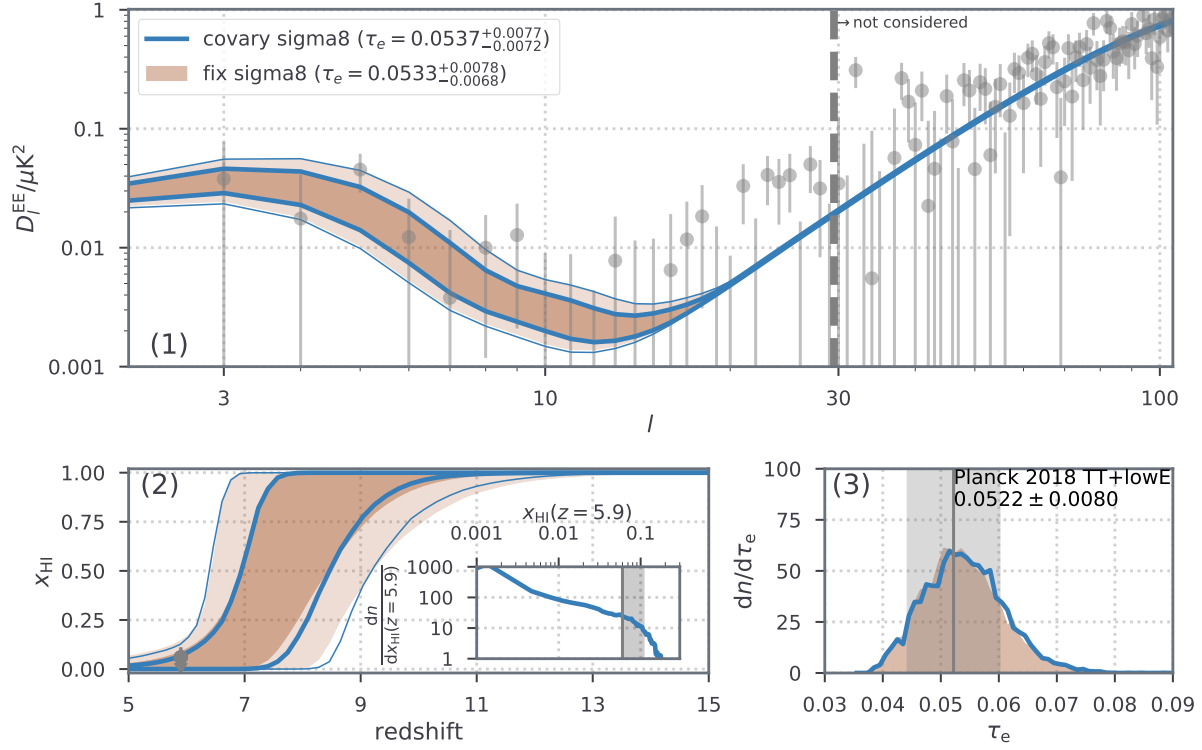 1
→ not considered
covary sigma8 (τₑ = 0.0537 +0.0077 −0.0072)
fix sigma8 (τₑ = 0.0533 +0.0078 −0.0068)
0.1
D_l^EE/μK²
0.01
(1)
0.001
3 10 30 100
l
1.00
(2)
0.75
x_HI
0.50
0.25
0.00
x_HI(z = 5.9)
0.001 0.01 0.1
1000
100
10
1
dn
dx_HI(z = 5.9)
5 7 9 11 13 15
redshift
100
(3)
Planck 2018 TT+lowE
0.0522 ± 0.0080
75
dn/dτₑ
50
25
0
0.03 0.04 0.05 0.06 0.07 0.08 0.09
τₑ